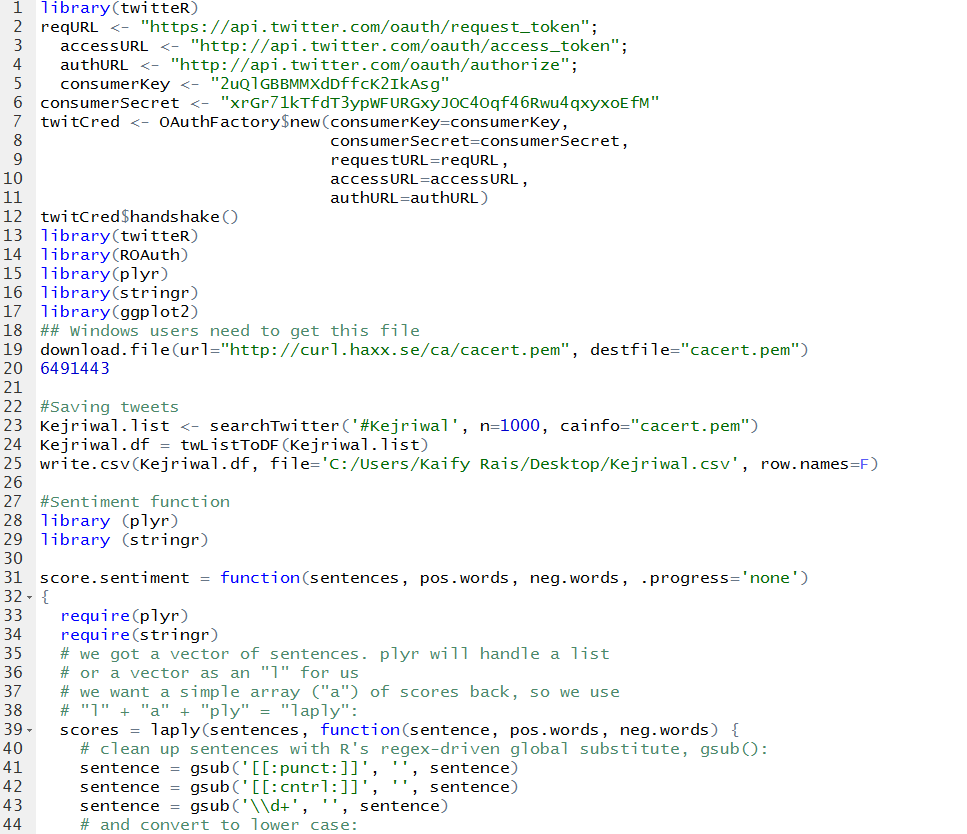 1 library(twitteR)
2 reqURL <- "https://api.twitter.com/oauth/request_token";
3 accessURL <- "http://api.twitter.com/oauth/access_token";
4 authURL <- "http://api.twitter.com/oauth/authorize";
5 consumerKey <- "2uQlGBBMMXdDffcK2IkAsg"
6 consumerSecret <- "xrGr71kTfdT3ypWFURGxyJOC4Oqf46Rwu4qxyxoEfM"
7 twitCred <- OAuthFactory$new(consumerKey=consumerKey,
8 consumerSecret=consumerSecret,
9 requestURL=reqURL,
10 accessURL=accessURL,
11 authURL=authURL)
12 twitCred$handshake()
13 library(twitteR)
14 library(ROAuth)
15 library(plyr)
16 library(stringr)
17 library(ggplot2)
18 ## Windows users need to get this file
19 download.file(url="http://curl.haxx.se/ca/cacert.pem", destfile="cacert.pem")
20 6491443
21
22 #Saving tweets
23 Kejriwal.list <- searchTwitter('#Kejriwal', n=1000, cainfo="cacert.pem")
24 Kejriwal.df = twListToDF(Kejriwal.list)
25 write.csv(Kejriwal.df, file='C:/Users/Kaify Rais/Desktop/Kejriwal.csv', row.names=F)
26
27 #Sentiment function
28 library (plyr)
29 library (stringr)
30
31 score.sentiment = function(sentences, pos.words, neg.words, .progress='none')
32 {
33 require(plyr)
34 require(stringr)
35 # we got a vector of sentences. plyr will handle a list
36 # or a vector as an "l" for us
37 # we want a simple array ("a") of scores back, so we use
38 # "l" + "a" + "ply" = "laply":
39 scores = laply(sentences, function(sentence, pos.words, neg.words) {
40 # clean up sentences with R's regex-driven global substitute, gsub():
41 sentence = gsub('[[:punct:]]', '', sentence)
42 sentence = gsub('[[:cntrl:]]', '', sentence)
43 sentence = gsub('\\d+', '', sentence)
44 # and convert to lower case: